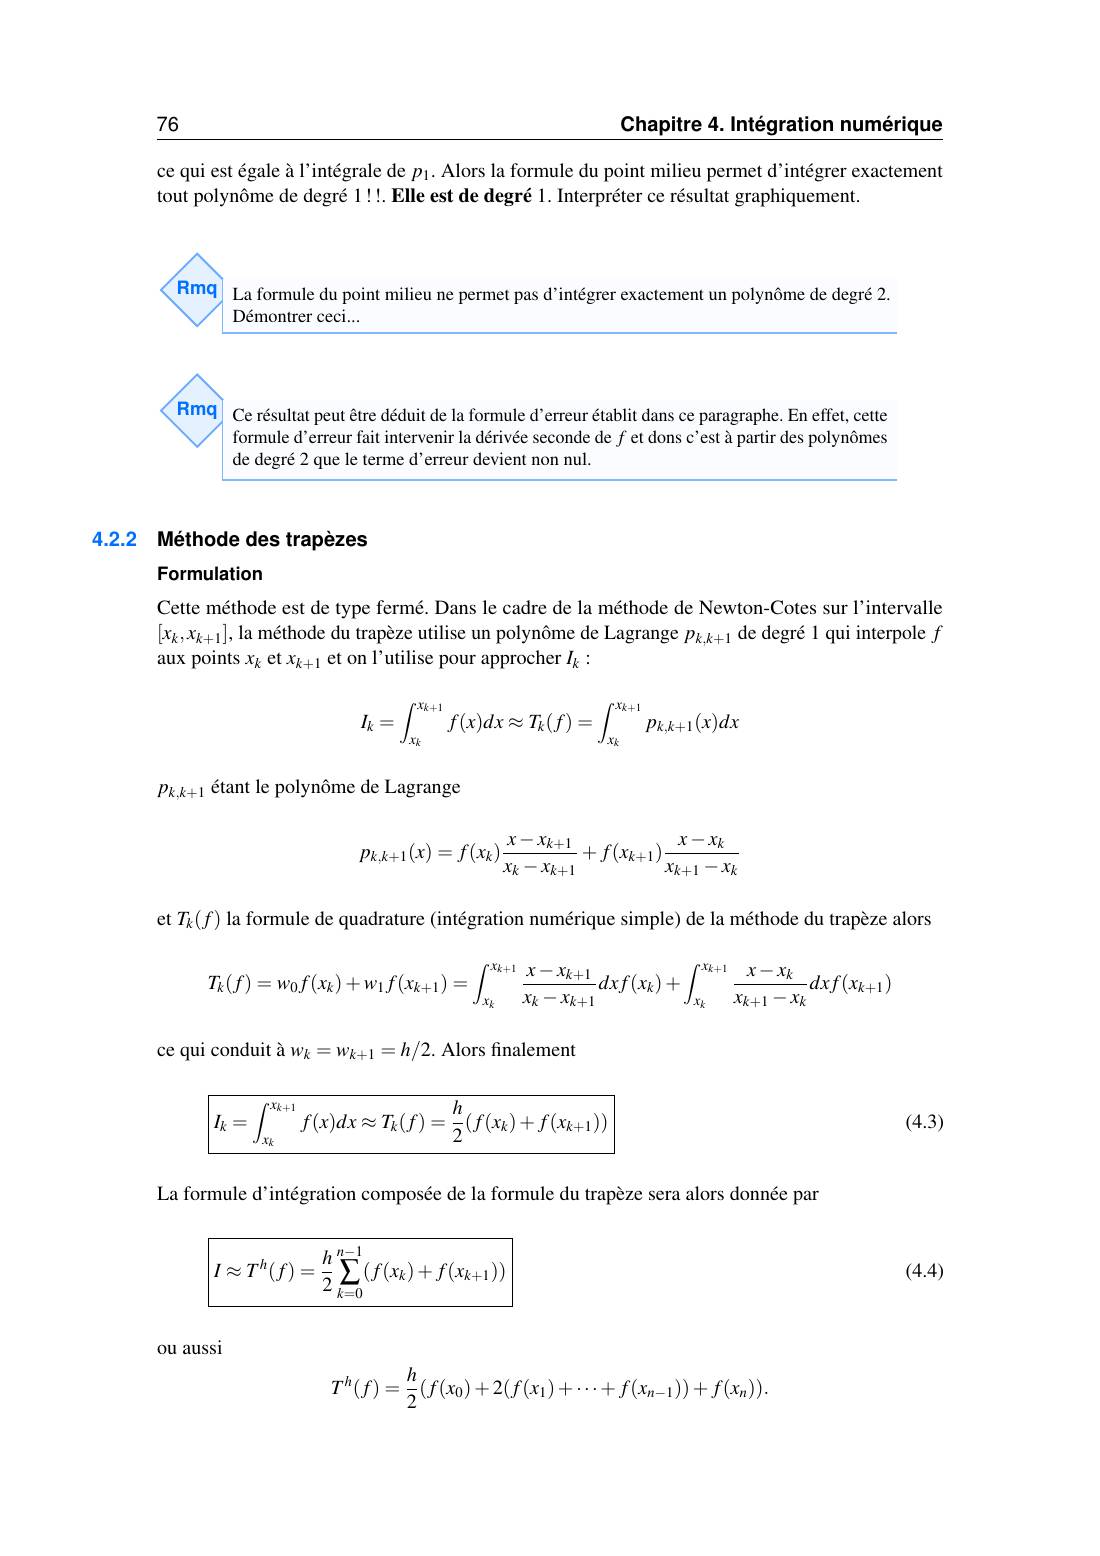 76 Chapitre 4. Intégration numérique
ce qui est égale à l'intégrale de p₁. Alors la formule du point milieu permet d'intégrer exactement
tout polynôme de degré 1 ! !. Elle est de degré 1. Interpréter ce résultat graphiquement.
Rmq
La formule du point milieu ne permet pas d'intégrer exactement un polynôme de degré 2.
Démontrer ceci...
Rmq
Ce résultat peut être déduit de la formule d'erreur établit dans ce paragraphe. En effet, cette
formule d'erreur fait intervenir la dérivée seconde de f et dons c'est à partir des polynômes
de degré 2 que le terme d'erreur devient non nul.
4.2.2 Méthode des trapèzes
Formulation
Cette méthode est de type fermé. Dans le cadre de la méthode de Newton-Cotes sur l'intervalle
[x_k, x_{k+1}], la méthode du trapèze utilise un polynôme de Lagrange p_{k,k+1} de degré 1 qui interpole f
aux points x_k et x_{k+1} et on l'utilise pour approcher I_k :
I_k = ∫_{x_k}^{x_{k+1}} f(x)dx ≈ T_k(f) = ∫_{x_k}^{x_{k+1}} p_{k,k+1}(x)dx
p_{k,k+1} étant le polynôme de Lagrange
p_{k,k+1}(x) = f(x_k) \frac{x − x_{k+1}}{x_k − x_{k+1}} + f(x_{k+1}) \frac{x − x_k}{x_{k+1} − x_k}
et T_k(f) la formule de quadrature (intégration numérique simple) de la méthode du trapèze alors
T_k(f) = w_0 f(x_k) + w_1 f(x_{k+1}) = ∫_{x_k}^{x_{k+1}} \frac{x − x_{k+1}}{x_k − x_{k+1}} dx f(x_k) + ∫_{x_k}^{x_{k+1}} \frac{x − x_k}{x_{k+1} − x_k} dx f(x_{k+1})
ce qui conduit à w_k = w_{k+1} = h/2. Alors finalement
I_k = ∫_{x_k}^{x_{k+1}} f(x)dx ≈ T_k(f) = \frac{h}{2}(f(x_k) + f(x_{k+1})) (4.3)
La formule d'intégration composée de la formule du trapèze sera alors donnée par
I ≈ T^h(f) = \frac{h}{2} ∑_{k=0}^{n−1} (f(x_k) + f(x_{k+1})) (4.4)
ou aussi
T^h(f) = \frac{h}{2}(f(x_0) + 2(f(x_1) + ⋯ + f(x_{n−1})) + f(x_n)).